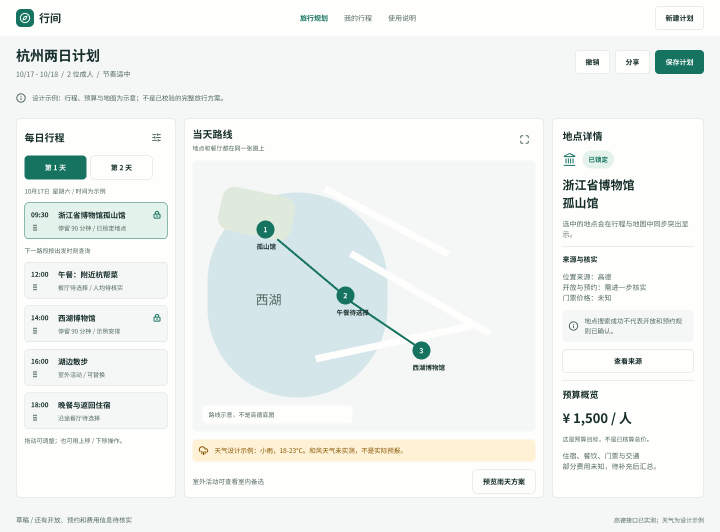 行间
旅行规划
我的行程
使用说明
新建计划
杭州两日计划
10/17 - 10/18 / 2 位成人 / 节奏适中
撤销
分享
保存计划
设计示例：行程、预算与地图为示意；不是已校验的完整旅行方案。
每日行程
第 1 天
第 2 天
10月17日 星期六 / 时间为示例
09:30 浙江省博物馆孤山馆
停留 90 分钟 / 已核定地点
下一路段按出发时刻查询
12:00 午餐：附近杭帮菜
餐厅待选择 / 人均待核实
14:00 西湖博物馆
停留 90 分钟 / 示例安排
16:00 湖边散步
室外活动 / 可替换
18:00 晚餐与返回住宿
沿途餐厅待选择
拖动可调整；也可用上移 / 下移操作。
当天路线
地点和餐厅都在同一张图上
1
孤山馆
西湖
2
午餐待选择
3
西湖博物馆
路线示意，不是高德底图
天气设计示例：小雨，18-23°C。和风天气未实测，不是实际预报。
室外活动可查看室内备选
预览雨天方案
地点详情
已锁定
浙江省博物馆
孤山馆
选中的地点会在行程与地图中同步突出显
示。
来源与核实
位置来源：高德
开放与预约：需进一步核实
门票价格：未知
地点搜索成功不代表开放和预约规
则已确认。
查看来源
预算概览
¥ 1,500 / 人
这是预算目标，不是已核算总价。
住宿、餐饮、门票与交通
部分费用未知，待补充后汇总。
草稿 / 还有开放、预约和费用信息待核实
高德接口已实测；天气为设计示例